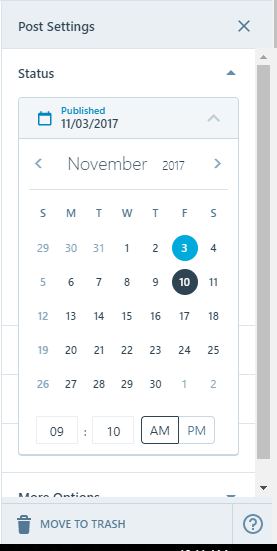 Post Settings
Status
Published
11/03/2017
November 2017
S M T W T F S
29 30 31 1 2 3 4
5 6 7 8 9 10 11
12 13 14 15 16 17 18
19 20 21 22 23 24 25
26 27 28 29 30 1 2
09 : 10 AM PM
More Options
MOVE TO TRASH